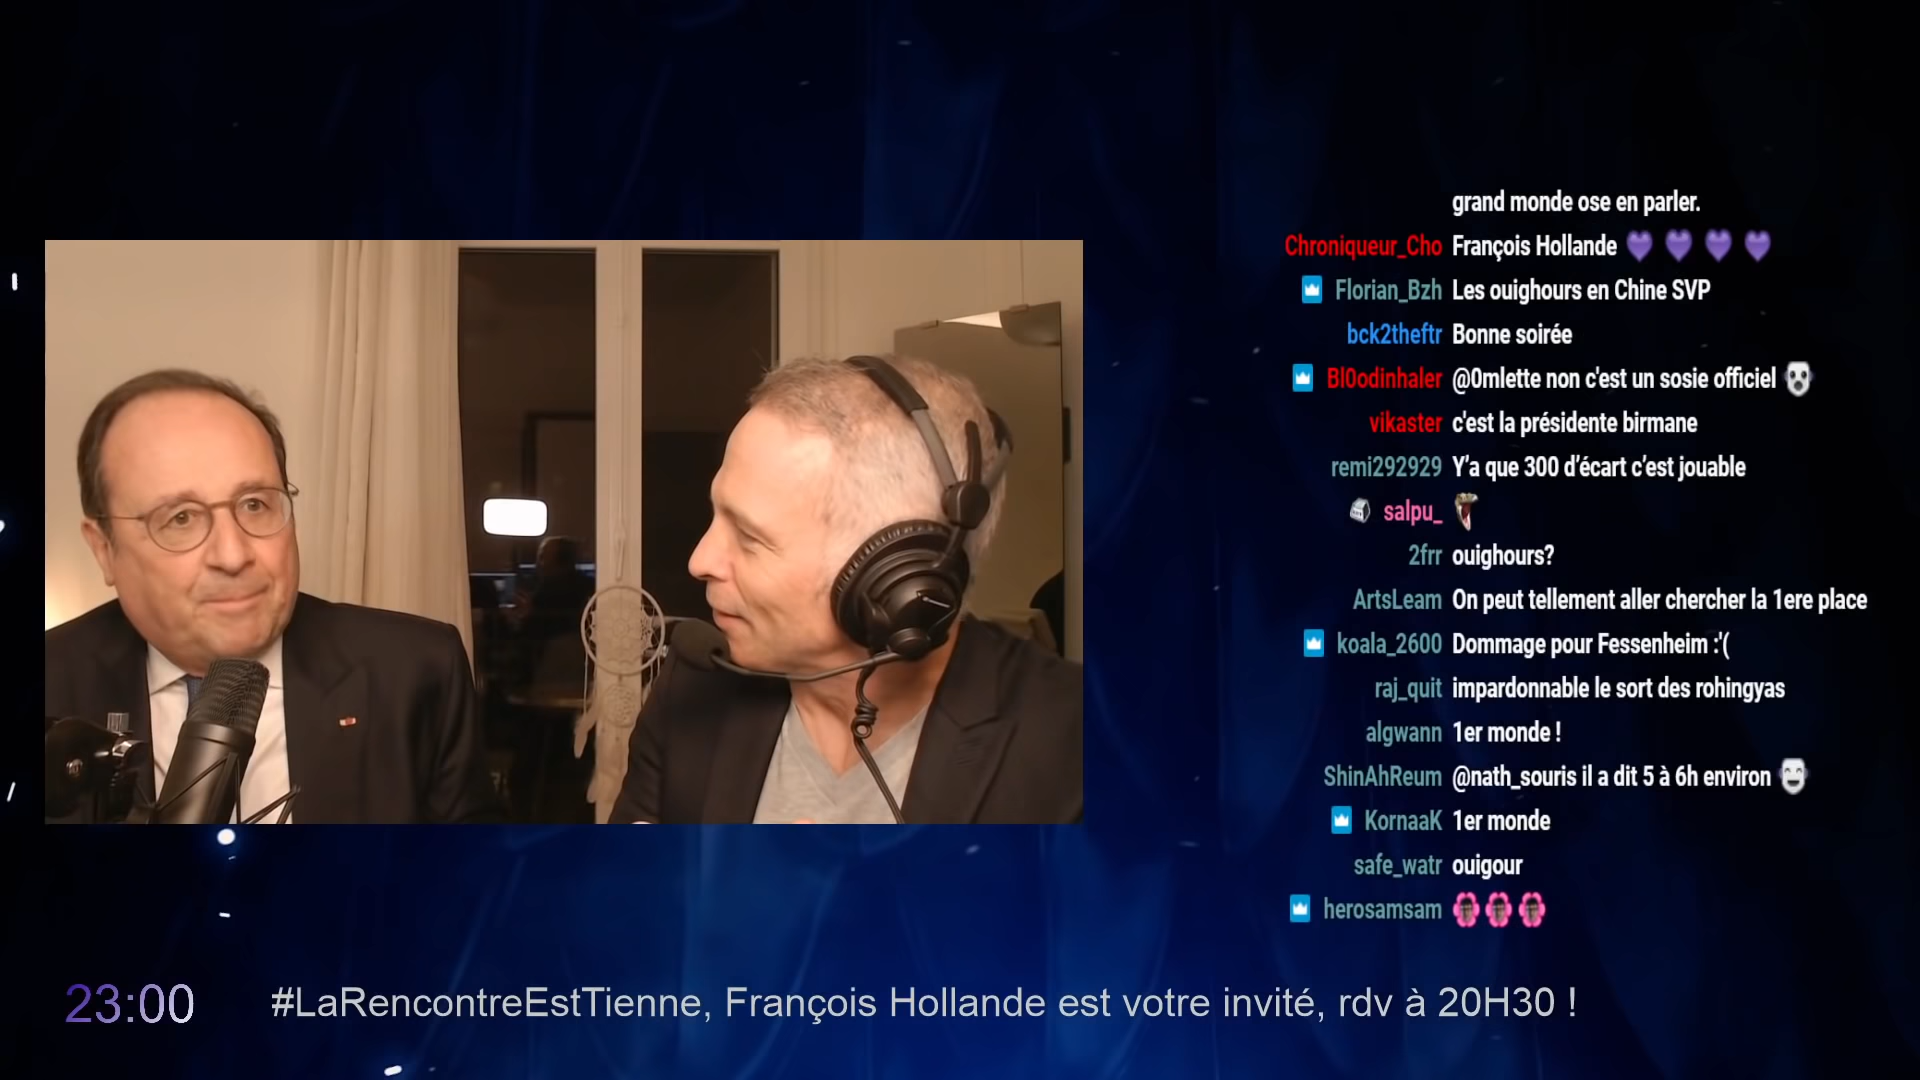 grand monde ose en parler.
Chroniqueur_Cho François Hollande
Florian_Bzh Les ouighours en Chine SVP
bck2theftr Bonne soirée
Bl0odinhaler @0mlette non c'est un sosie officiel
vikaster c'est la présidente birmane
remi292929 Y’a que 300 d’écart c’est jouable
salpu_
2frr ouighours?
ArtsLeam On peut tellement aller chercher la 1ere place
koala_2600 Dommage pour Fessenheim :'(
raj_quit impardonnable le sort des rohingyas
algwann 1er monde !
ShinAhReum @nath_souris il a dit 5 à 6h environ
KornaaK 1er monde
safe_watr ouigour
herosamsam
23:00 #LaRencontreEstTienne, François Hollande est votre invité, rdv à 20H30 !